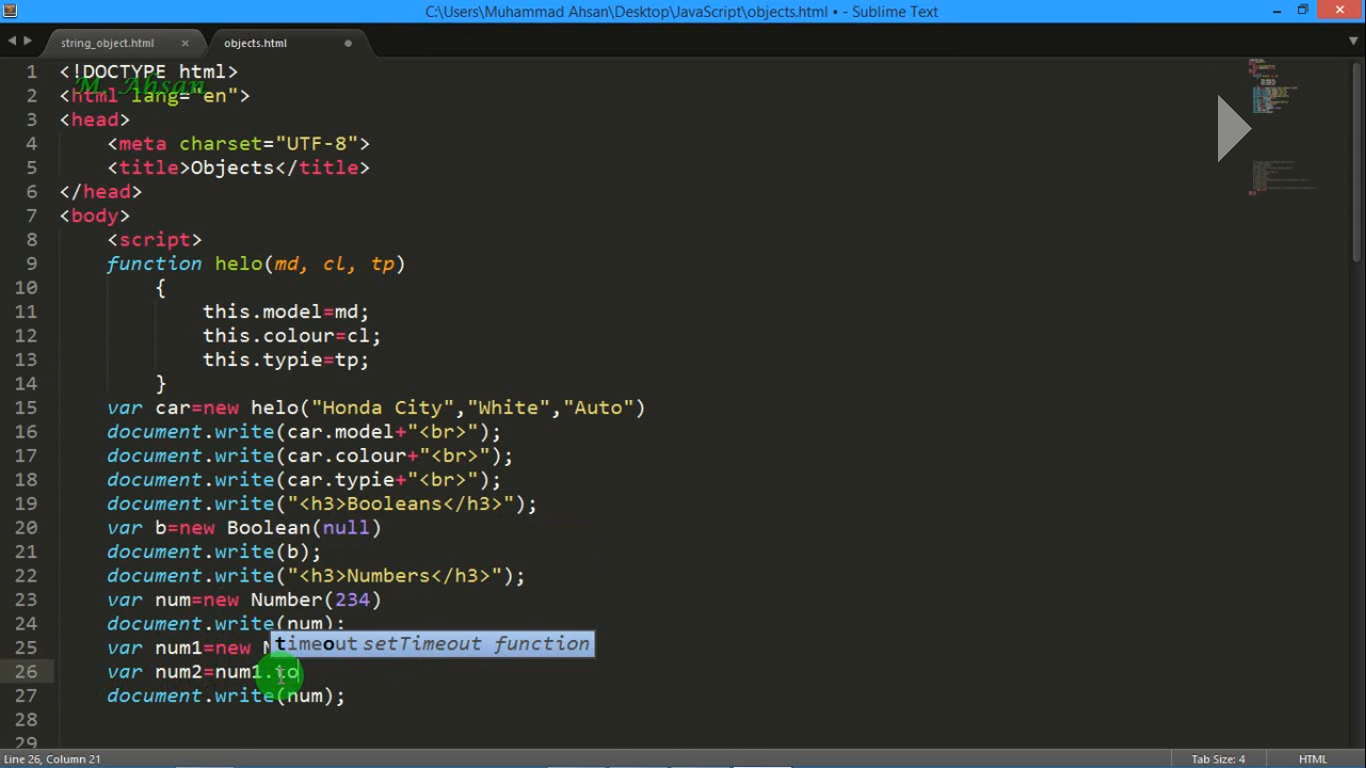 C:\Users\Muhammad Ahsan\Desktop\JavaScript\objects.html • - Sublime Text
string_object.html × objects.html
1 <!DOCTYPE html>
M. Ahsan
2 <html lang="en">
3 <head>
4 <meta charset="UTF-8">
5 <title>Objects</title>
6 </head>
7 <body>
8 <script>
9 function helo(md, cl, tp)
10 {
11 this.model=md;
12 this.colour=cl;
13 this.typie=tp;
14 }
15 var car=new helo("Honda City","White","Auto")
16 document.write(car.model+"<br>");
17 document.write(car.colour+"<br>");
18 document.write(car.typie+"<br>");
19 document.write("<h3>Booleans</h3>");
20 var b=new Boolean(null)
21 document.write(b);
22 document.write("<h3>Numbers</h3>");
23 var num=new Number(234)
24 document.write(num);
25 var num1=new
timeout setTimeout function
26 var num2=num1.to
27 document.write(num);
28
29
Line 26, Column 21 Tab Size: 4 HTML